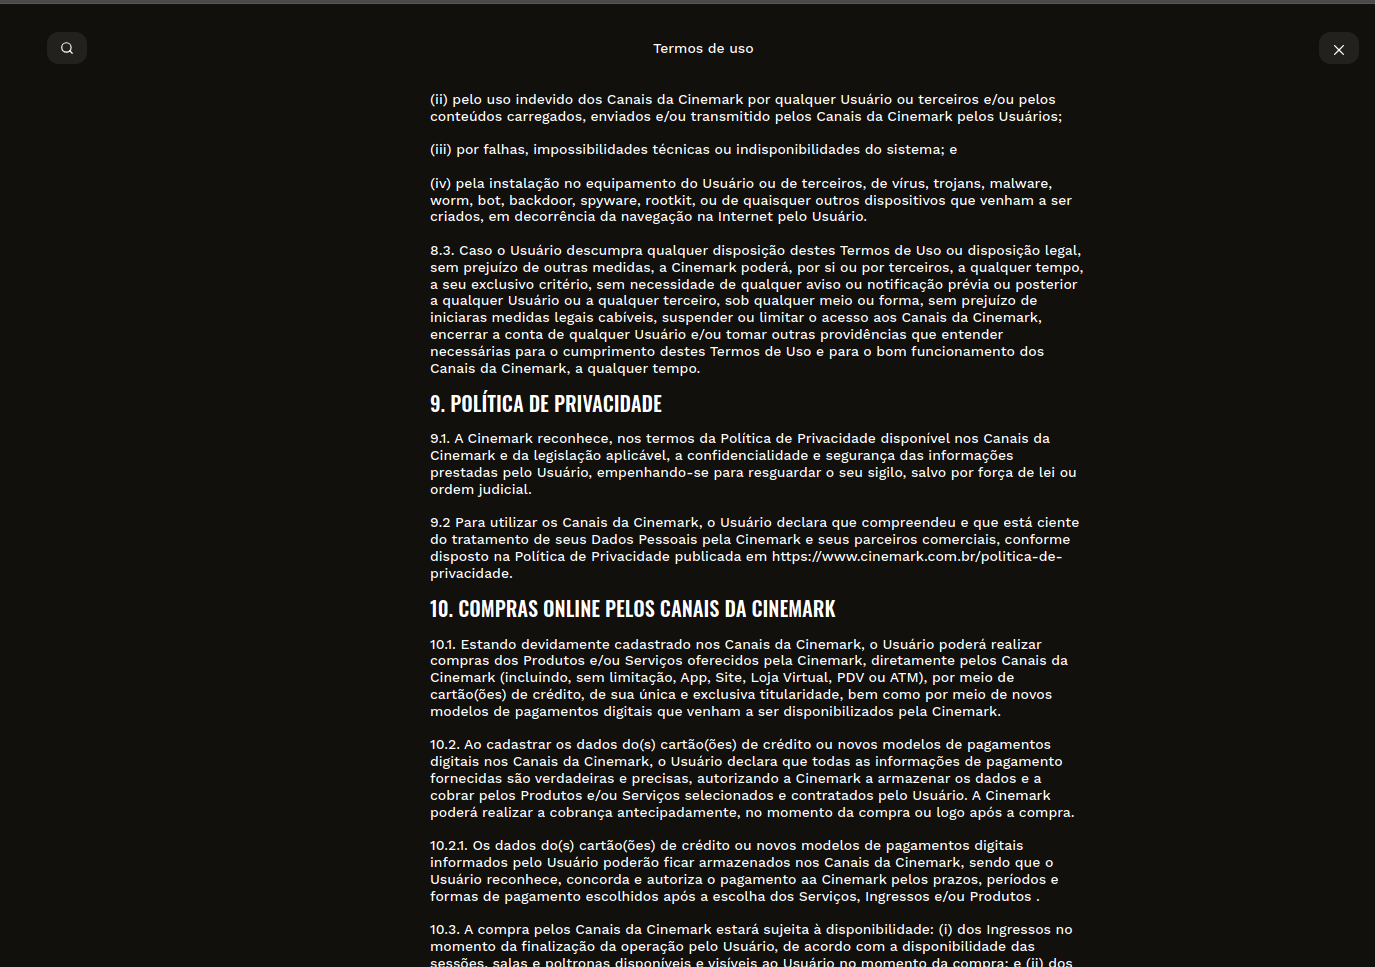 Termos de uso
(ii) pelo uso indevido dos Canais da Cinemark por qualquer Usuário ou terceiros e/ou pelos
conteúdos carregados, enviados e/ou transmitido pelos Canais da Cinemark pelos Usuários;
(iii) por falhas, impossibilidades técnicas ou indisponibilidades do sistema; e
(iv) pela instalação no equipamento do Usuário ou de terceiros, de vírus, trojans, malware,
worm, bot, backdoor, spyware, rootkit, ou de quaisquer outros dispositivos que venham a ser
criados, em decorrência da navegação na Internet pelo Usuário.
8.3. Caso o Usuário descumpra qualquer disposição destes Termos de Uso ou disposição legal,
sem prejuízo de outras medidas, a Cinemark poderá, por si ou por terceiros, a qualquer tempo,
a seu exclusivo critério, sem necessidade de qualquer aviso ou notificação prévia ou posterior
a qualquer Usuário ou a qualquer terceiro, sob qualquer meio ou forma, sem prejuízo de
iniciaras medidas legais cabíveis, suspender ou limitar o acesso aos Canais da Cinemark,
encerrar a conta de qualquer Usuário e/ou tomar outras providências que entender
necessárias para o cumprimento destes Termos de Uso e para o bom funcionamento dos
Canais da Cinemark, a qualquer tempo.
9. POLÍTICA DE PRIVACIDADE
9.1. A Cinemark reconhece, nos termos da Política de Privacidade disponível nos Canais da
Cinemark e da legislação aplicável, a confidencialidade e segurança das informações
prestadas pelo Usuário, empenhando-se para resguardar o seu sigilo, salvo por força de lei ou
ordem judicial.
9.2 Para utilizar os Canais da Cinemark, o Usuário declara que compreendeu e que está ciente
do tratamento de seus Dados Pessoais pela Cinemark e seus parceiros comerciais, conforme
disposto na Política de Privacidade publicada em https://www.cinemark.com.br/politica-de-
privacidade.
10. COMPRAS ONLINE PELOS CANAIS DA CINEMARK
10.1. Estando devidamente cadastrado nos Canais da Cinemark, o Usuário poderá realizar
compras dos Produtos e/ou Serviços oferecidos pela Cinemark, diretamente pelos Canais da
Cinemark (incluindo, sem limitação, App, Site, Loja Virtual, PDV ou ATM), por meio de
cartão(ões) de crédito, de sua única e exclusiva titularidade, bem como por meio de novos
modelos de pagamentos digitais que venham a ser disponibilizados pela Cinemark.
10.2. Ao cadastrar os dados do(s) cartão(ões) de crédito ou novos modelos de pagamentos
digitais nos Canais da Cinemark, o Usuário declara que todas as informações de pagamento
fornecidas são verdadeiras e precisas, autorizando a Cinemark a armazenar os dados e a
cobrar pelos Produtos e/ou Serviços selecionados e contratados pelo Usuário. A Cinemark
poderá realizar a cobrança antecipadamente, no momento da compra ou logo após a compra.
10.2.1. Os dados do(s) cartão(ões) de crédito ou novos modelos de pagamentos digitais
informados pelo Usuário poderão ficar armazenados nos Canais da Cinemark, sendo que o
Usuário reconhece, concorda e autoriza o pagamento aa Cinemark pelos prazos, períodos e
formas de pagamento escolhidos após a escolha dos Serviços, Ingressos e/ou Produtos .
10.3. A compra pelos Canais da Cinemark estará sujeita à disponibilidade: (i) dos Ingressos no
momento da finalização da operação pelo Usuário, de acordo com a disponibilidade das
sessões, salas e poltronas disponíveis e visíveis ao Usuário no momento da compra; e (ii) dos